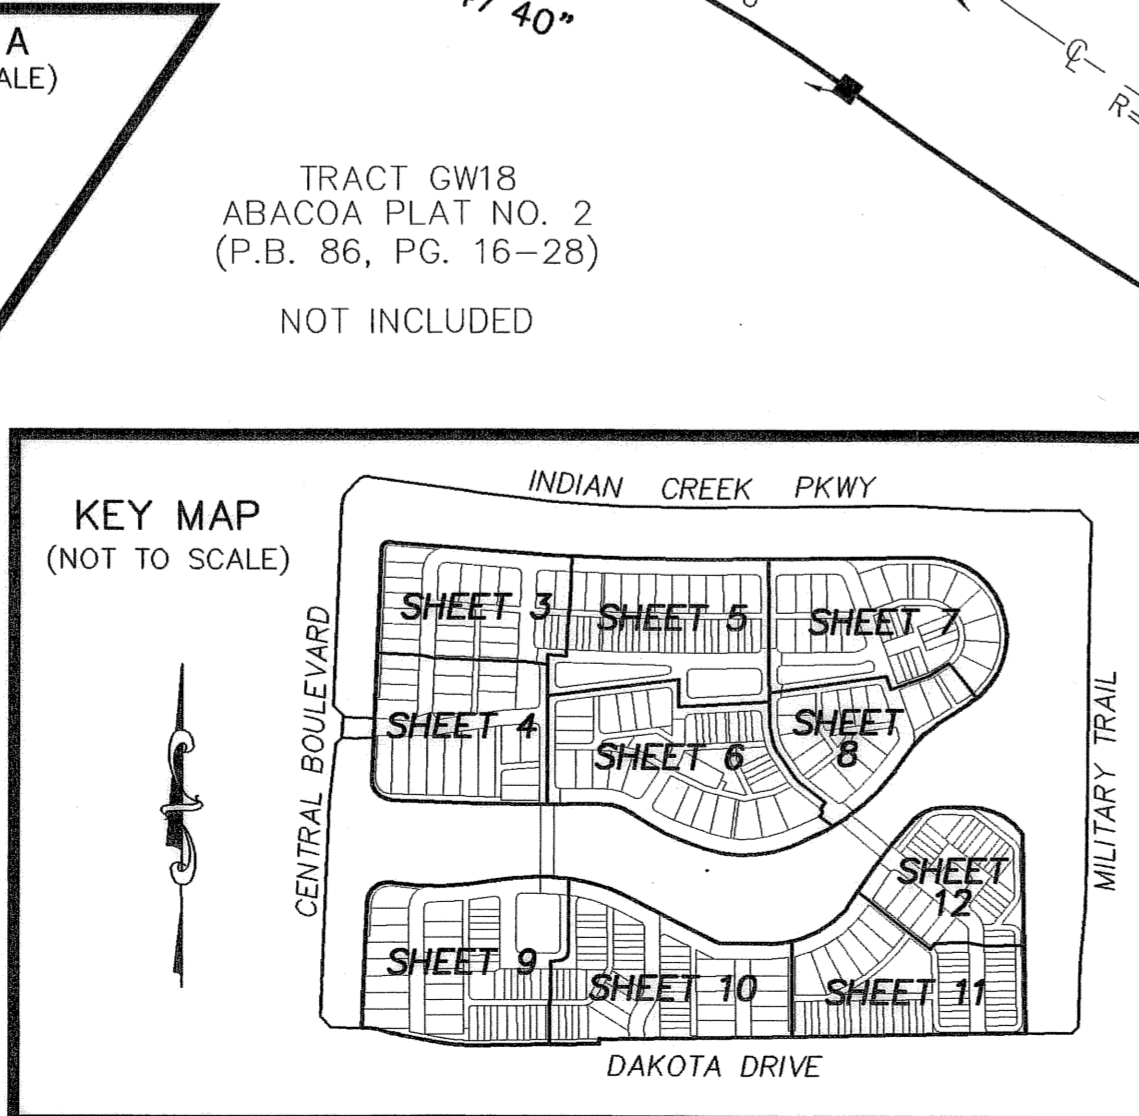 A
ALE)
40”
R=
TRACT GW18
ABACOA PLAT NO. 2
(P.B. 86, PG. 16–28)
NOT INCLUDED
KEY MAP
(NOT TO SCALE)
INDIAN CREEK PKWY
CENTRAL BOULEVARD
MILITARY TRAIL
DAKOTA DRIVE
SHEET 3
SHEET 5
SHEET 7
SHEET 4
SHEET 6
SHEET
8
SHEET
12
SHEET 9
SHEET 10
SHEET 11